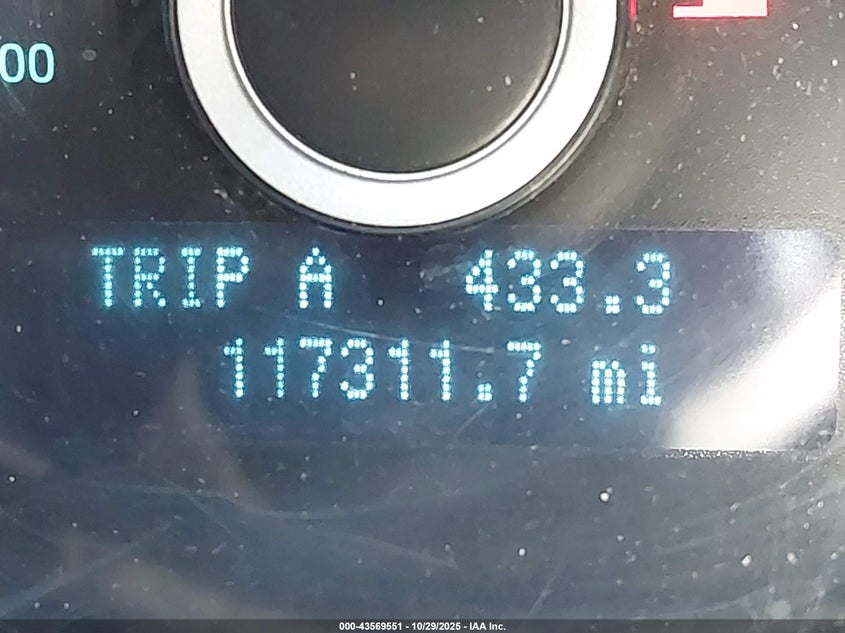 00
TRIP A 433.3
117311.7 mi
000-43569551 - 10/29/2025 - IAA Inc.